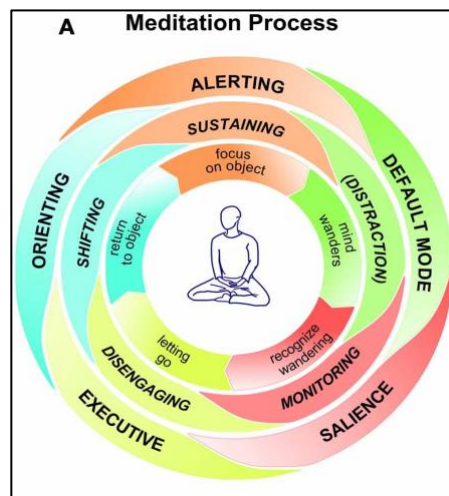 A
Meditation Process
ALERTING
SUSTAINING
focus
on object
DEFAULT MODE
(DISTRACTION)
mind
wanders
SALIENCE
MONITORING
recognize
wandering
EXECUTIVE
DISENGAGING
letting
go
ORIENTING
SHIFTING
return
to object